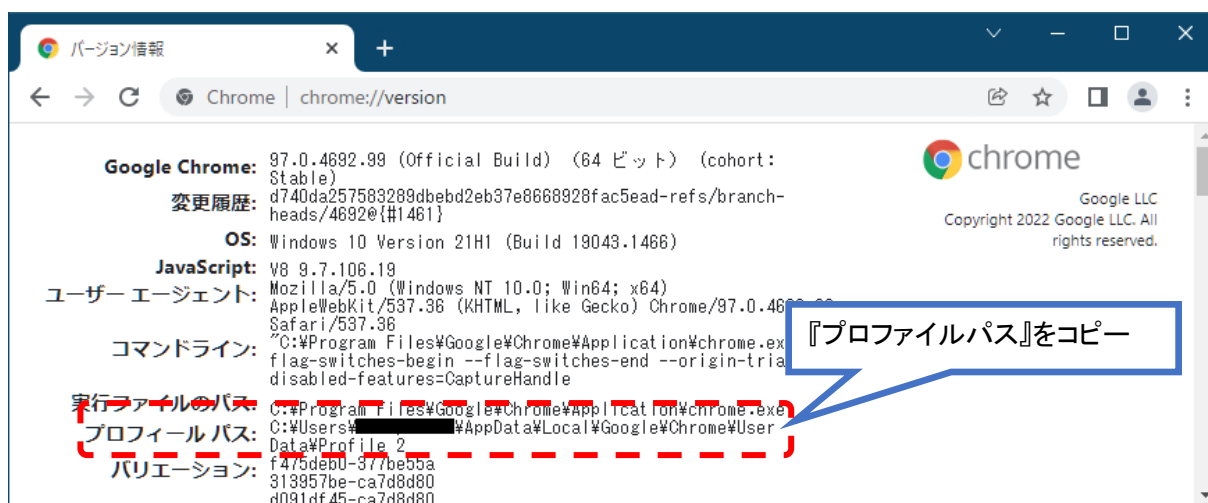 バージョン情報
Chrome | chrome://version
chrome
Google LLC
Copyright 2022 Google LLC. All
rights reserved.
Google Chrome: 97.0.4692.99 (Official Build) (64 ビット) (cohort:
Stable)
変更履歴: d740da257583289dbebd2eb37e8668928fac5ead-refs/branch-
heads/4692@{#1461}
OS: Windows 10 Version 21H1 (Build 19043.1466)
JavaScript: V8 9.7.106.19
ユーザー エージェント: Mozilla/5.0 (Windows NT 10.0; Win64; x64)
AppleWebKit/537.36 (KHTML, like Gecko)
Safari/537.36
コマンドライン: "C:¥Program Files¥Google¥Chrome¥Application¥chrome.ex
flag-switches-begin --flag-switches-end --origin-tria
disabled-features=CaptureHandle
『プロファイルパス』をコピー
実行ファイルのパス: C:¥Program Files¥Google¥Chrome¥Application¥chrome.exe
プロフィール パス: C:¥Users¥ ¥AppData¥Local¥Google¥Chrome¥User
Data¥Profile 2
バリエーション: f475deb0-377be55a
313957be-ca7d8d80
d091df45-ca7d8d80